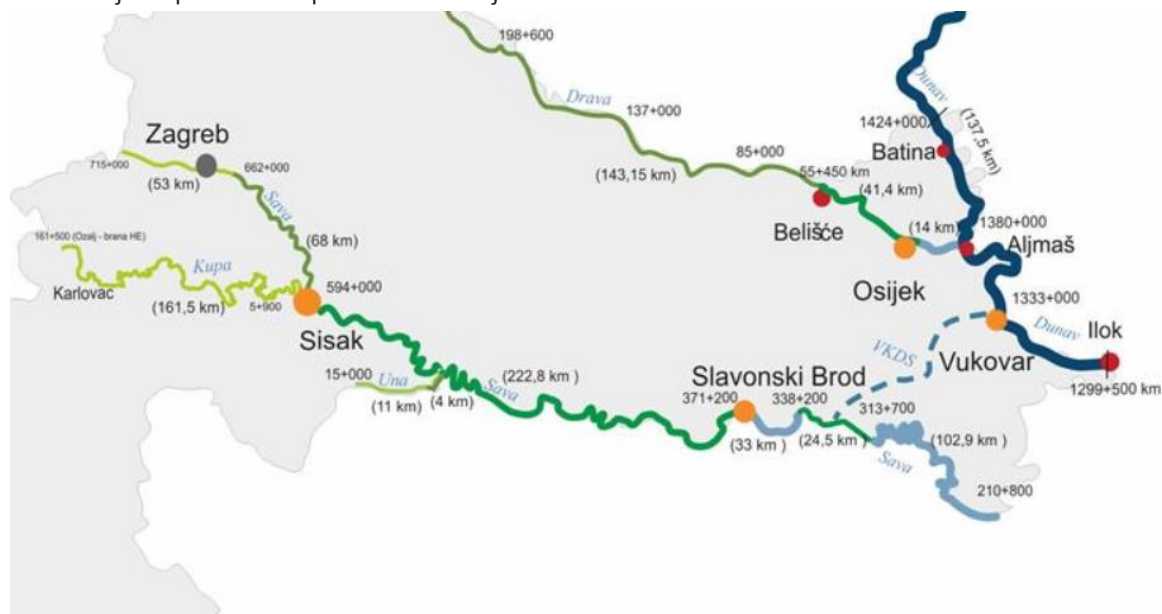 198+600
Drava
137+000
(143,15 km)
85+000
55+450 km
(41,4 km)
Belišće
(14 km)
Osijek
Dunav
1424+000
(137,5 km)
Batina
1380+000
Aljmaš
1333+000
Dunav
Ilok
Vukovar
1299+500 km
VKDS
Zagreb
715+000
(53 km)
662+000
Sava
(68 km)
161+500 (Ozalj - brana HE)
Kupa
Karlovac
(161,5 km)
5+900
594+000
Sisak
15+000
Una
(11 km)
(4 km)
Sava
(222,8 km )
Slavonski Brod
371+200
338+200
313+700
(33 km )
(24,5 km )
(102,9 km )
Sava
210+800